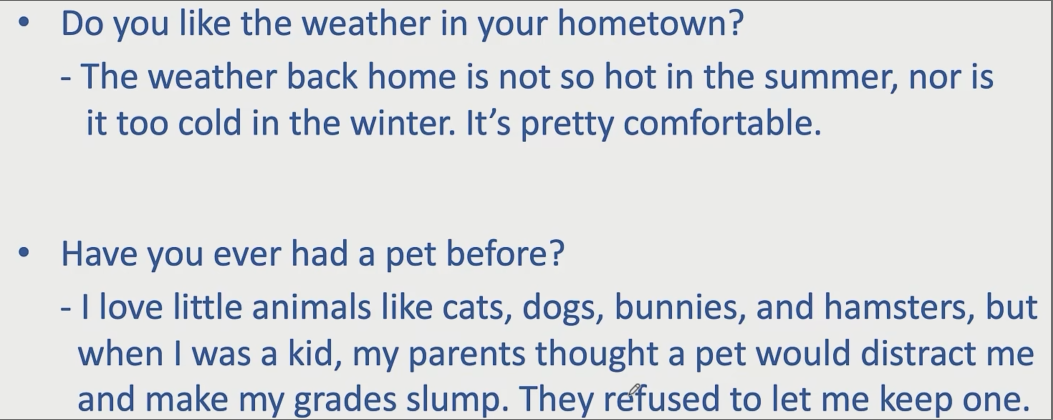 • Do you like the weather in your hometown?
- The weather back home is not so hot in the summer, nor is
it too cold in the winter. It’s pretty comfortable.
• Have you ever had a pet before?
- I love little animals like cats, dogs, bunnies, and hamsters, but
when I was a kid, my parents thought a pet would distract me
and make my grades slump. They refused to let me keep one.